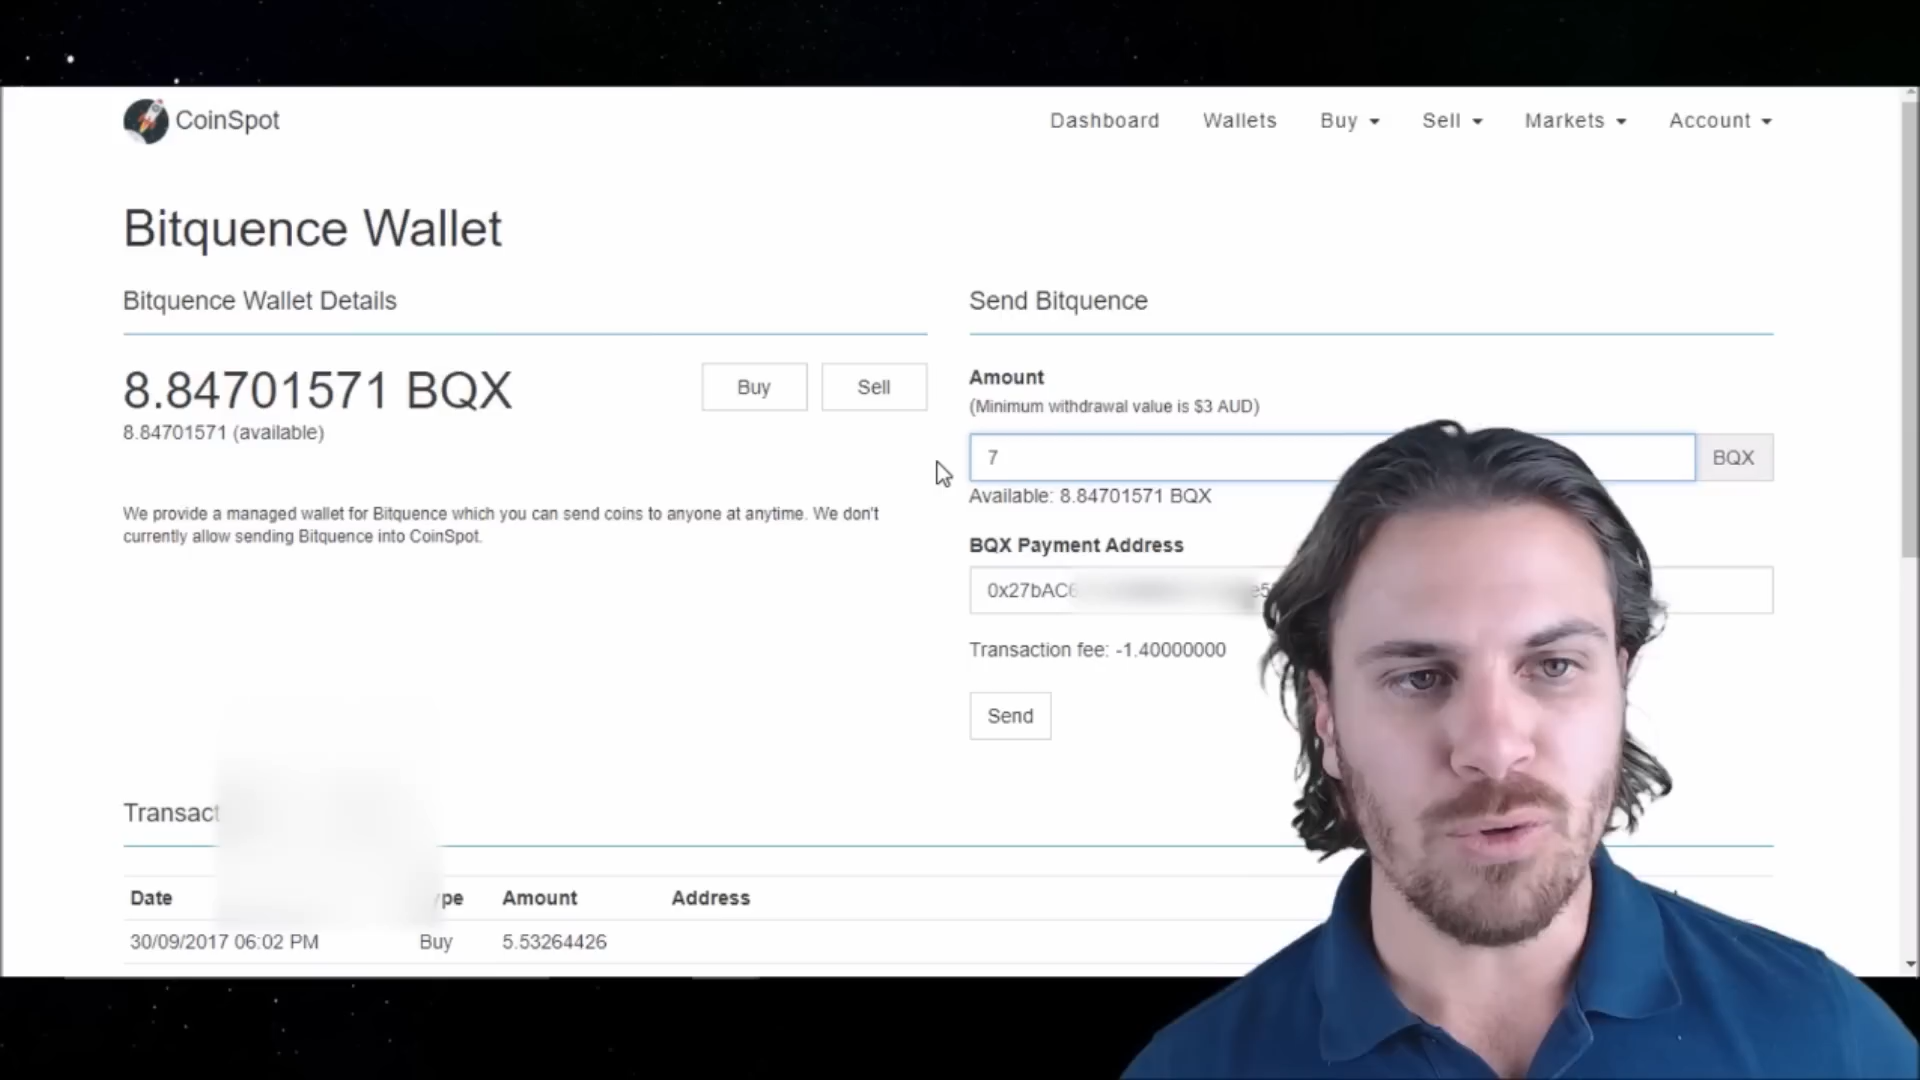 CoinSpot
Dashboard Wallets Buy Sell Markets Account
Bitquence Wallet
Bitquence Wallet Details
8.84701571 BQX
8.84701571 (available)
Buy
Sell
We provide a managed wallet for Bitquence which you can send coins to anyone at anytime. We don't
currently allow sending Bitquence into CoinSpot.
Send Bitquence
Amount
(Minimum withdrawal value is $3 AUD)
7
BQX
Available: 8.84701571 BQX
BQX Payment Address
0x27bAC
Transaction fee: -1.40000000
Send
Date Amount Address
30/09/2017 06:02 PM Buy 5.53264426